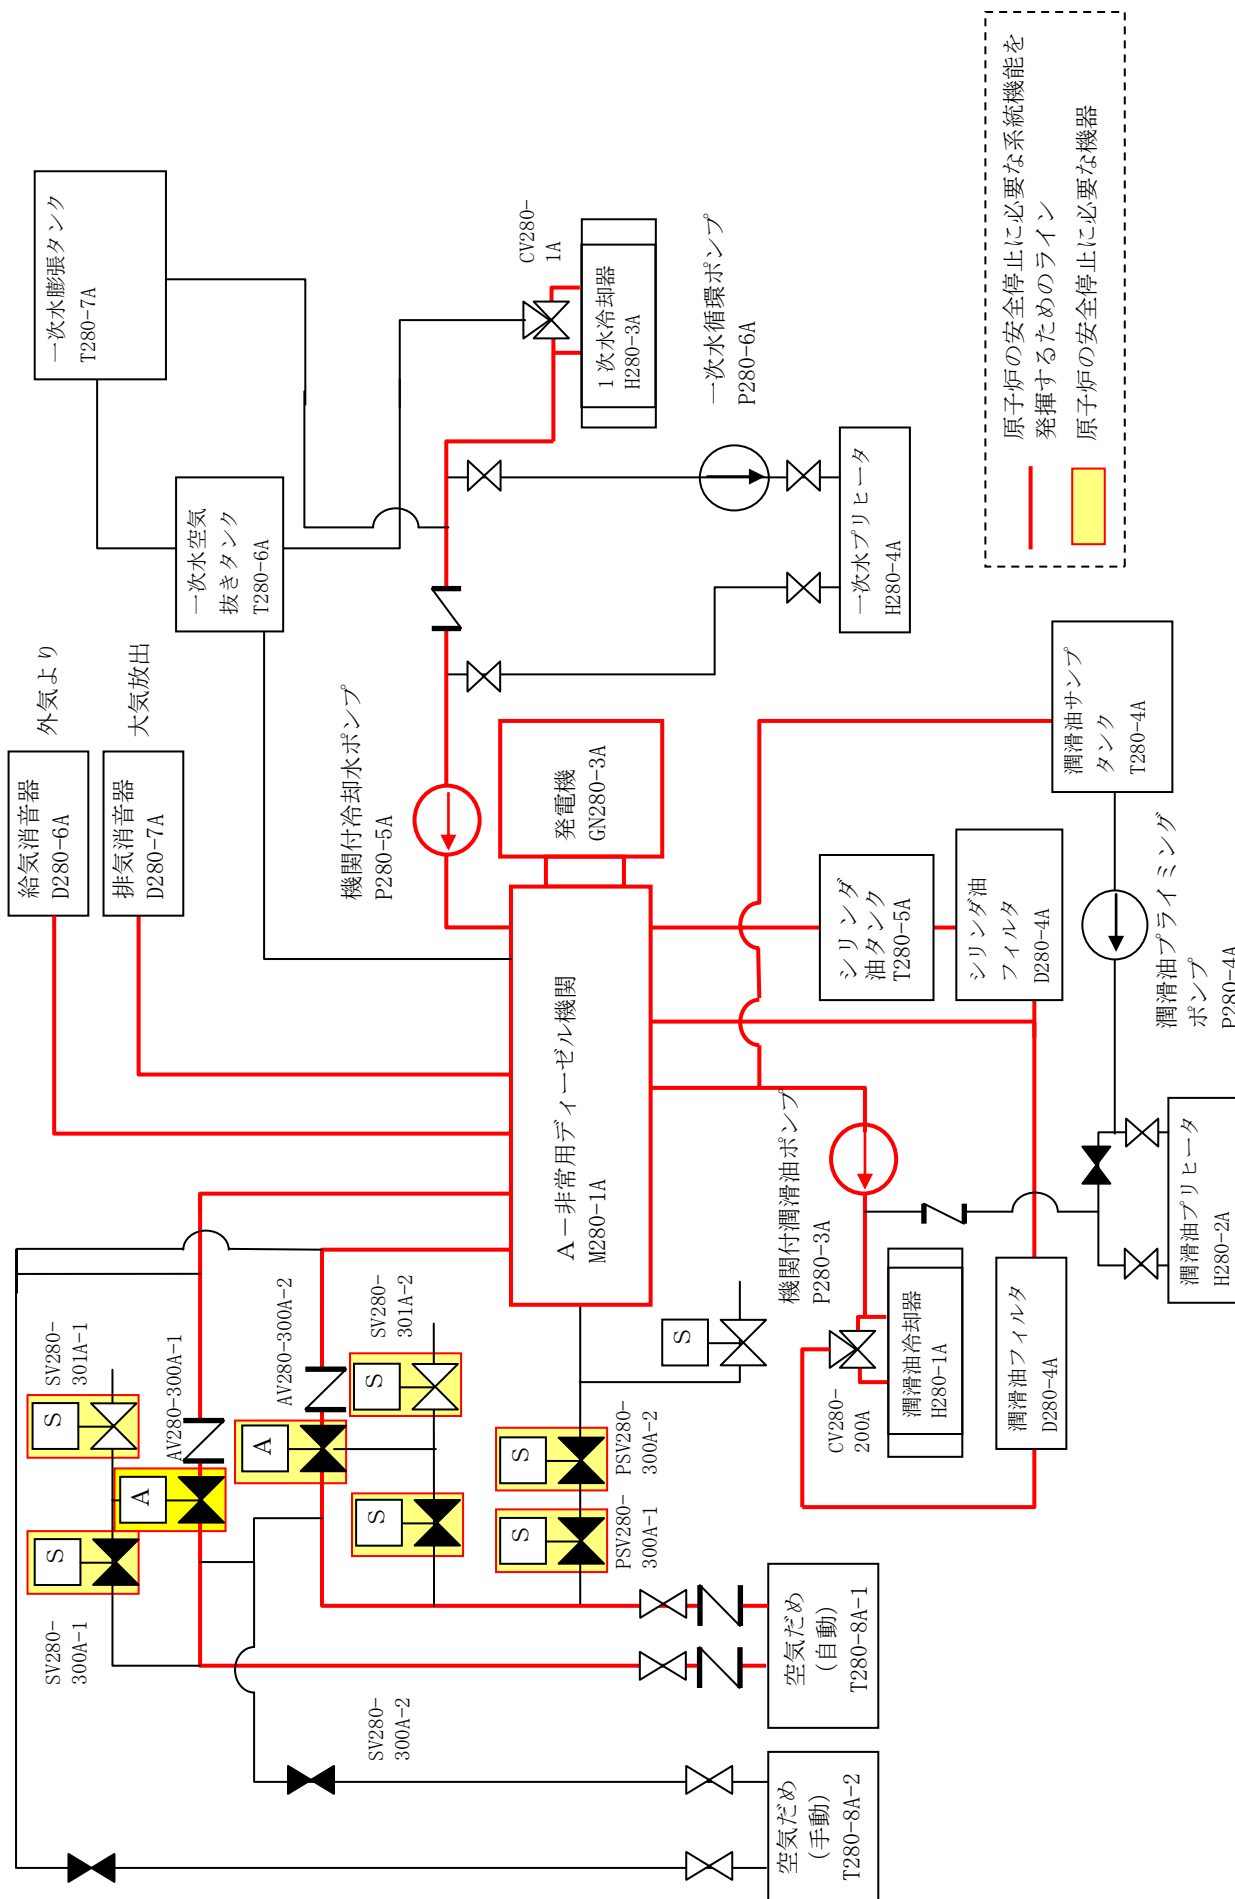 空気だめ
(手動)
T280-8A-2
空気だめ
(自動)
T280-8A-1
SV280-
300A-1
S
SV280-
301A-1
S
A
AV280-300A-1
SV280-
300A-2
S
A
AV280-300A-2
SV280-
301A-2
S
PSV280-
300A-1
S
PSV280-
300A-2
S
S
A－非常用ディーゼル機関
M280-1A
発電機
GN280-3A
給気消音器
D280-6A
外気より
排気消音器
D280-7A
大気放出
機関付冷却水ポンプ
P280-5A
一次水空気
抜きタンク
T280-6A
一次水膨張タンク
T280-7A
CV280-
1A
1次水冷却器
H280-3A
一次水循環ポンプ
P280-6A
一次水プリヒータ
H280-4A
機関付潤滑油ポンプ
P280-3A
CV280-
200A
潤滑油冷却器
H280-1A
潤滑油フィルタ
D280-4A
シリンダ
油タンク
T280-5A
シリンダ油
フィルタ
D280-4A
潤滑油サンプ
タンク
T280-4A
潤滑油プライミング
ポンプ
P280-4A
潤滑油プリヒータ
H280-2A
原子炉の安全停止に必要な系統機能を
発揮するためのライン
原子炉の安全停止に必要な機器